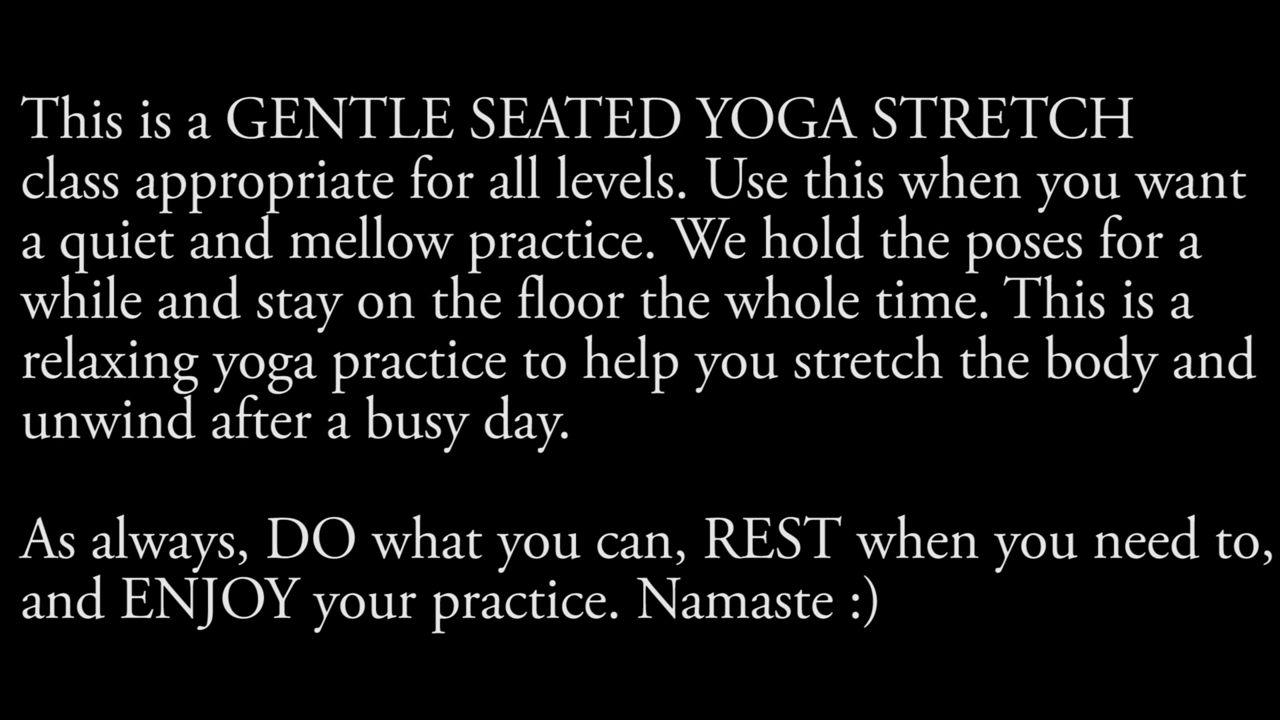 This is a GENTLE SEATED YOGA STRETCH
class appropriate for all levels. Use this when you want
a quiet and mellow practice. We hold the poses for a
while and stay on the floor the whole time. This is a
relaxing yoga practice to help you stretch the body and
unwind after a busy day.
As always, DO what you can, REST when you need to,
and ENJOY your practice. Namaste :)